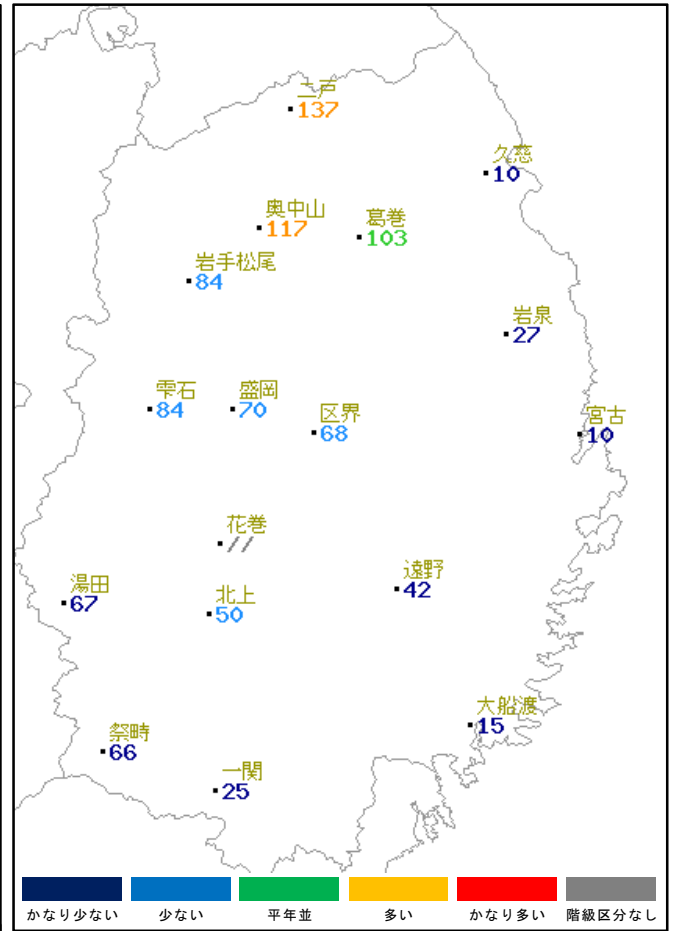 二戸
137
久慈
10
奥中山
117
葛巻
103
岩手松尾
84
岩泉
27
雫石
84
盛岡
70
区界
68
宮古
10
花巻
//
湯田
67
北上
50
遠野
42
大船渡
15
祭畤
66
一関
25
かなり少ない
少ない
平年並
多い
かなり多い
階級区分なし